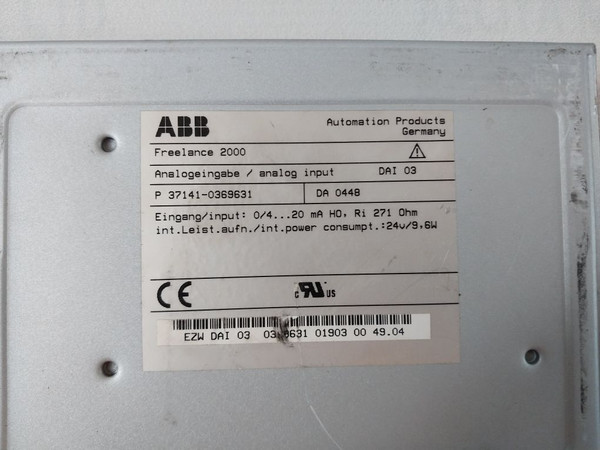 ABB
Automation Products
Germany
Freelance 2000
Analogeingabe / analog input DAI 03
P 37141-0369631 DA 0448
Eingang/input: 0/4...20 mA HO, Ri 271 Ohm
int.Leist.aufn./int.power consumpt.:24v/9,6W
CE
c RU US
EZW DAI 03 01903 00 49.04